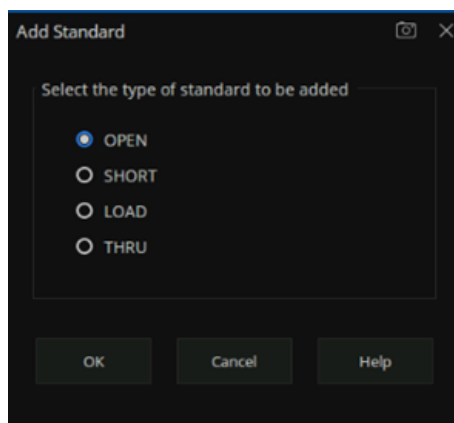 Add Standard
Select the type of standard to be added
OPEN
SHORT
LOAD
THRU
OK Cancel Help